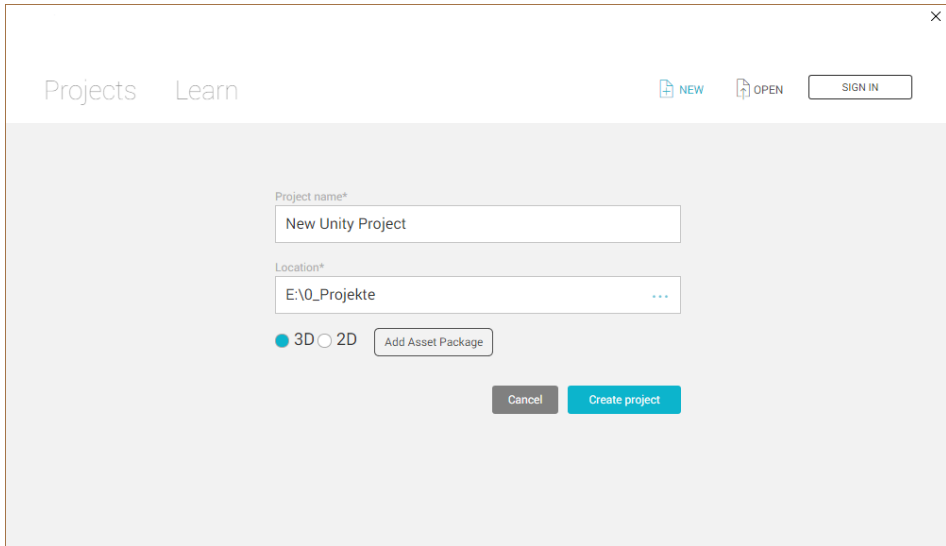 Projects Learn NEW OPEN SIGN IN
Project name*
New Unity Project
Location*
E:\0_Projekte ...
3D 2D Add Asset Package
Cancel Create project